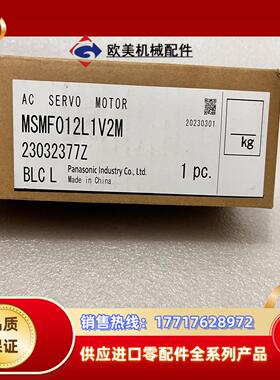 欧美机械配件
AC SERVO MOTOR
MSMF012L1V2M
20230301
23032377Z
kg
BLC L
Panasonic Industry Co., Ltd.
Made in China
1 pc.
销售热线：17717628972
供应进口零配件全系列产品